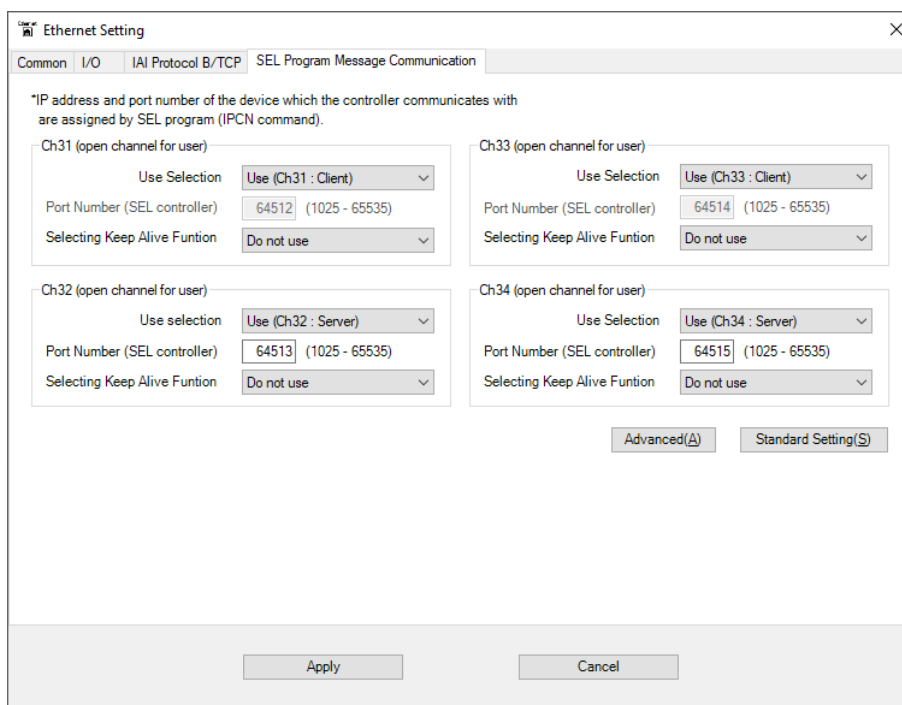 Ethernet Setting
Common I/O IAI Protocol B/TCP SEL Program Message Communication
*IP address and port number of the device which the controller communicates with
are assigned by SEL program (IPCN command).
Ch31 (open channel for user)
Use Selection Use (Ch31 : Client)
Port Number (SEL controller) 64512 (1025 - 65535)
Selecting Keep Alive Funtion Do not use
Ch33 (open channel for user)
Use Selection Use (Ch33 : Client)
Port Number (SEL controller) 64514 (1025 - 65535)
Selecting Keep Alive Funtion Do not use
Ch32 (open channel for user)
Use selection Use (Ch32 : Server)
Port Number (SEL controller) 64513 (1025 - 65535)
Selecting Keep Alive Funtion Do not use
Ch34 (open channel for user)
Use Selection Use (Ch34 : Server)
Port Number (SEL controller) 64515 (1025 - 65535)
Selecting Keep Alive Funtion Do not use
Advanced(A) Standard Setting(S)
Apply Cancel